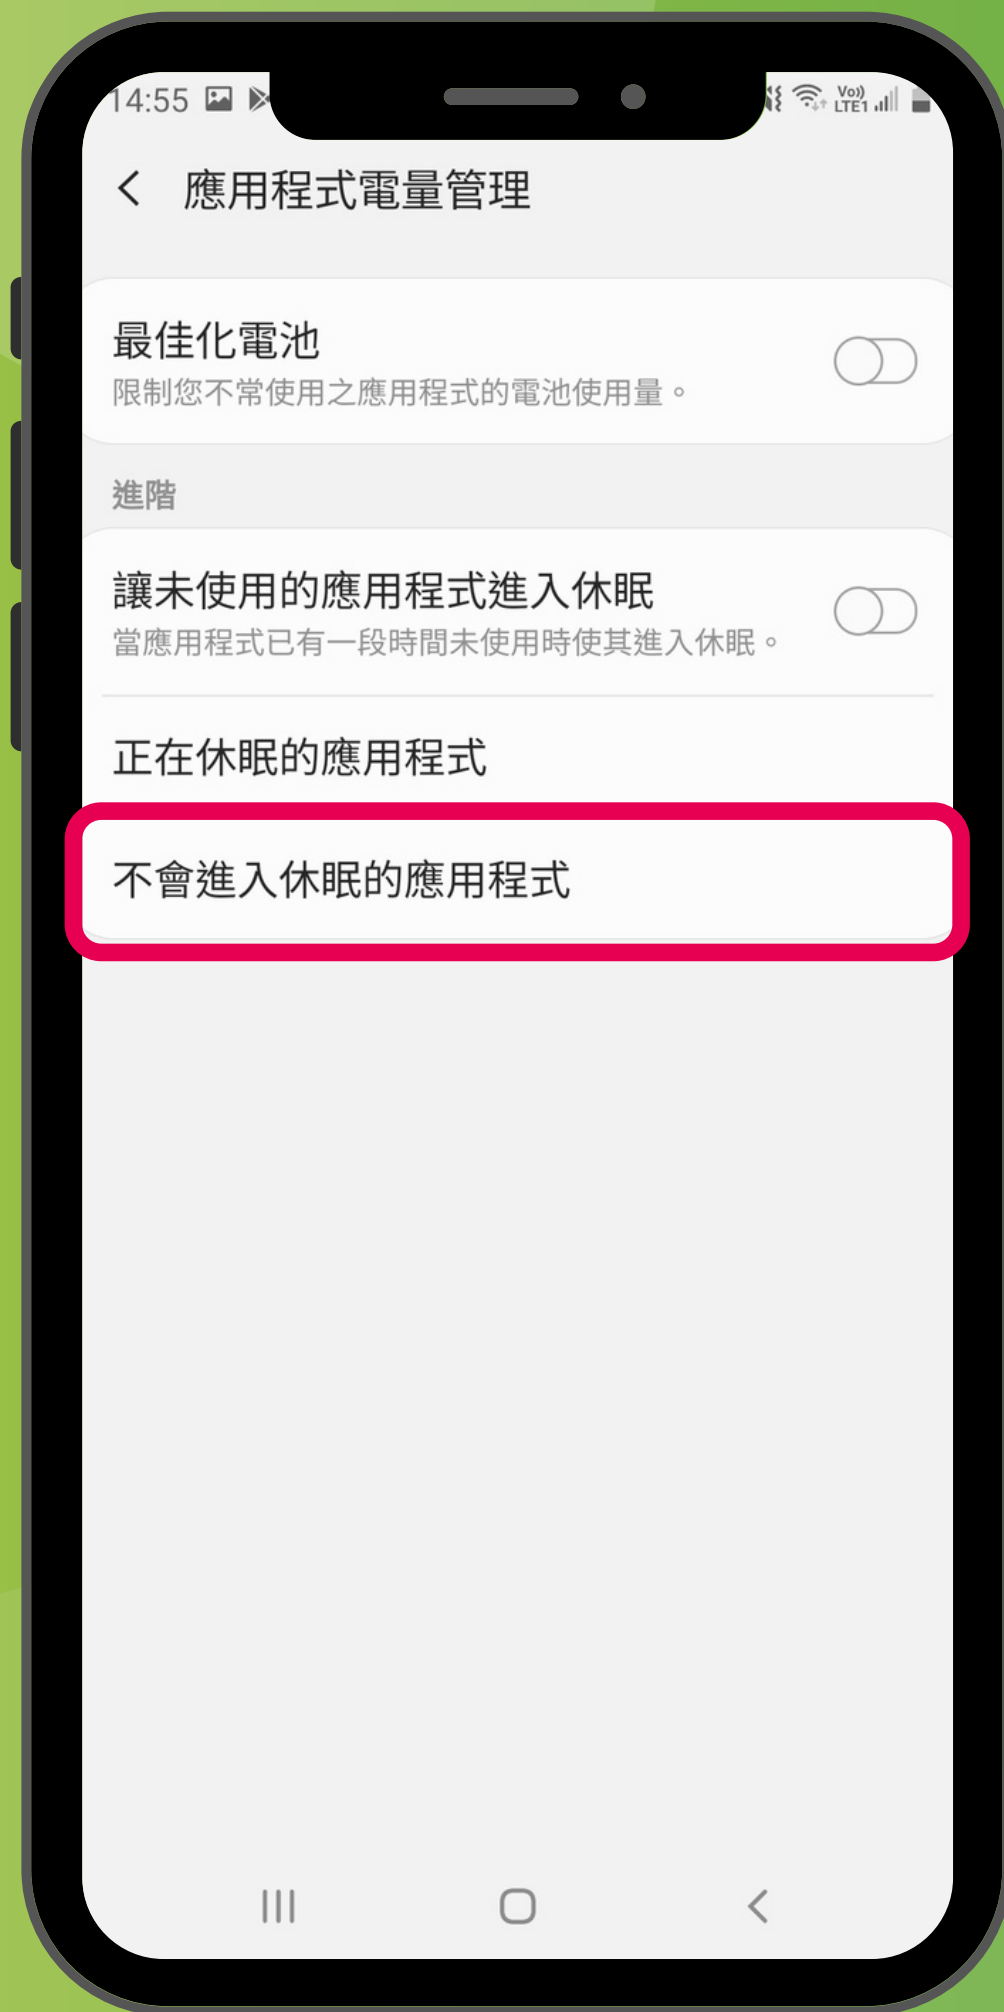 14:55
Vo))
LTE1
應用程式電量管理
最佳化電池
限制您不常使用之應用程式的電池使用量。
進階
讓未使用的應用程式進入休眠
當應用程式已有一段時間未使用時使其進入休眠。
正在休眠的應用程式
不會進入休眠的應用程式